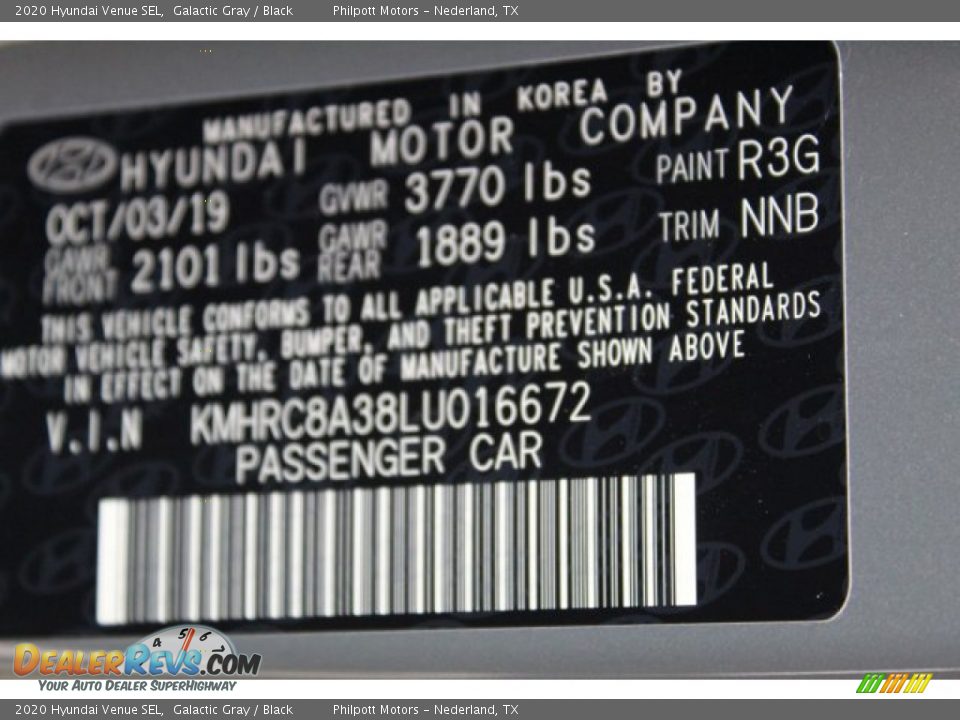 2020 Hyundai Venue SEL, Galactic Gray / Black Philpott Motors - Nederland, TX
MANUFACTURED IN KOREA BY
HYUNDAI MOTOR COMPANY
OCT/03/19 GVWR 3770 lbs PAINT R3G
GAWR FRONT 2101 lbs GAWR REAR 1889 lbs TRIM NNB
THIS VEHICLE CONFORMS TO ALL APPLICABLE U.S.A. FEDERAL
MOTOR VEHICLE SAFETY, BUMPER, AND THEFT PREVENTION STANDARDS
IN EFFECT ON THE DATE OF MANUFACTURE SHOWN ABOVE
V.I.N KMHRC8A38LU016672
PASSENGER CAR
4 5 6
DEALERREVS.COM
YOUR AUTO DEALER SUPERHIGHWAY
2020 Hyundai Venue SEL, Galactic Gray / Black Philpott Motors - Nederland, TX